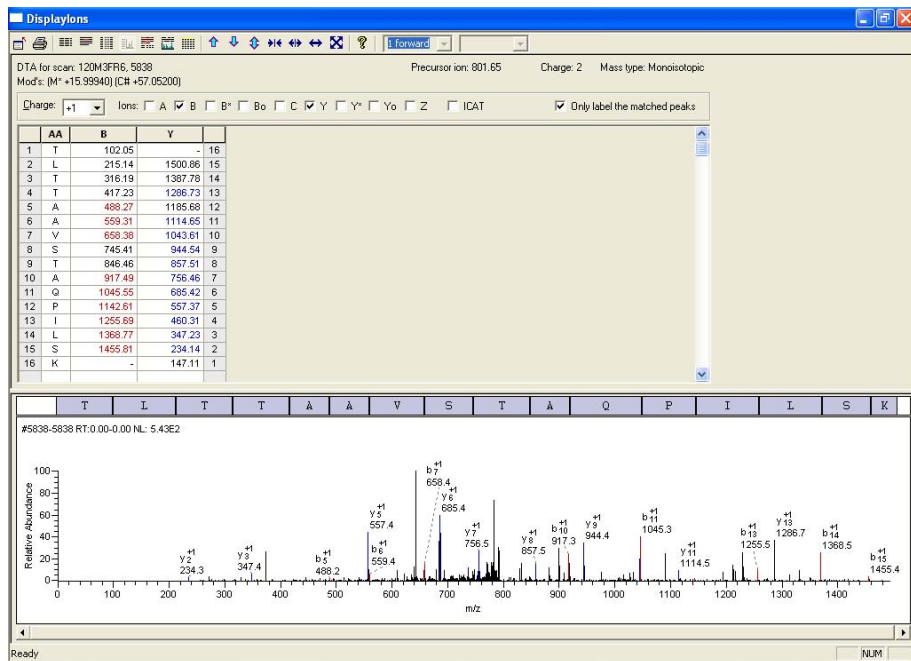 DisplayIons
1 forward
DTA for scan: 120M3FR6, 5838 Precursor ion: 801.65 Charge: 2 Mass type: Monoisotopic
Mod's: (M* +15.99940) (C# +57.05200)
Charge: +1 Ions: A B B* Bo C Y Y* Yo Z ICAT Only label the matched peaks
AA B Y
1 T 102.05 - 16
2 L 215.14 1500.86 15
3 T 316.19 1387.78 14
4 T 417.23 1286.73 13
5 A 488.27 1185.68 12
6 A 559.31 1114.65 11
7 V 658.38 1043.61 10
8 S 745.41 944.54 9
9 T 846.46 857.51 8
10 A 917.49 756.46 7
11 Q 1045.55 685.42 6
12 P 1142.61 557.37 5
13 I 1255.69 460.31 4
14 L 1368.77 347.23 3
15 S 1455.81 234.14 2
16 K - 147.11 1
T L T T A A V S T A Q P I L S K
#5838-5838 RT:0.00-0.00 NL: 5.43E2
Relative Abundance
100
80
60
40
20
0
y2+1
234.3
y3+1
347.4
b5+1
488.2
y5+1
557.4
b6+1
559.4
b7+1
658.4
y6+1
685.4
y7+1
756.5
y8+1
857.5
b10+1
917.3
y9+1
944.4
b11+1
1045.3
y11+1
1114.5
b13+1
1255.5
y13+1
1286.7
b14+1
1368.5
b15+1
1455.4
0 100 200 300 400 500 600 700 800 900 1000 1100 1200 1300 1400
m/z
Ready NUM